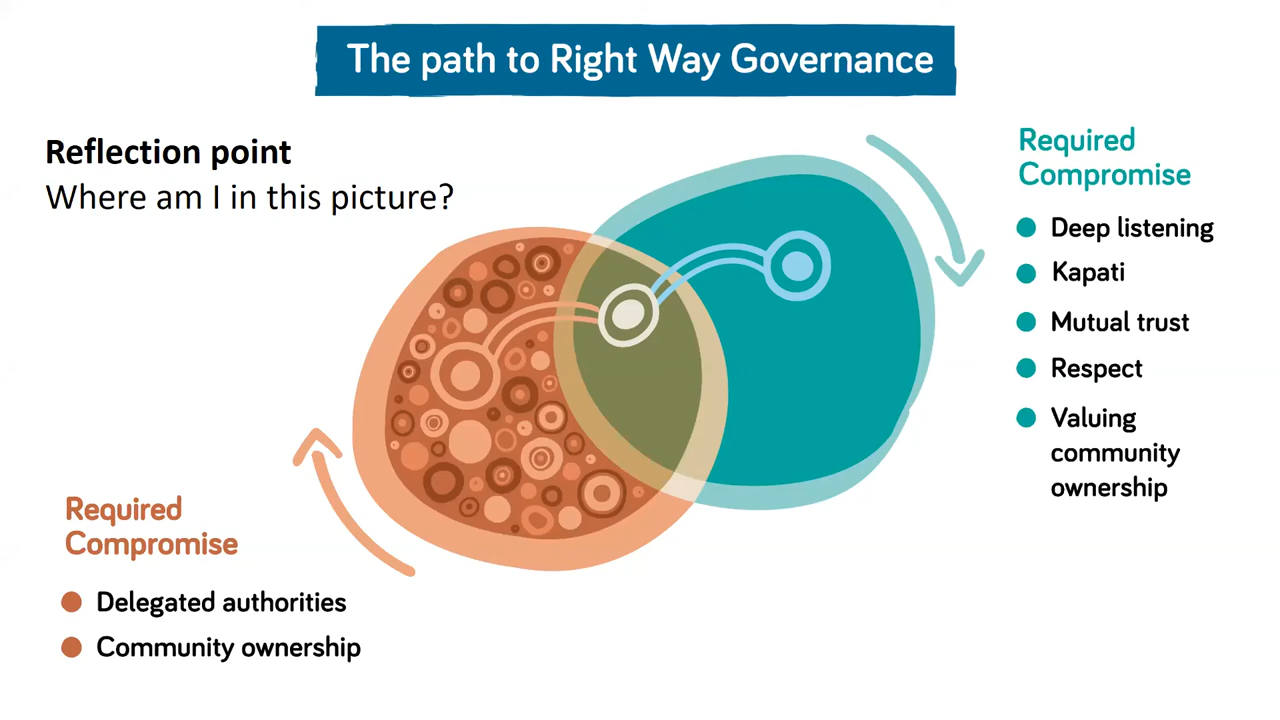 The path to Right Way Governance
Reflection point
Where am I in this picture?
Required
Compromise
Deep listening
Kapati
Mutual trust
Respect
Valuing
community
ownership
Required
Compromise
Delegated authorities
Community ownership